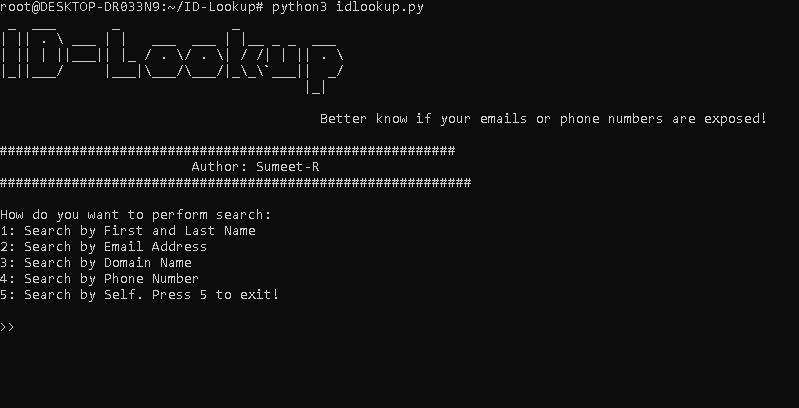 root@DESKTOP-DR033N9:~/ID-Lookup# python3 idlookup.py
ID-Lookup
Better know if your emails or phone numbers are exposed!
#########################################################
Author: Sumeet-R
###########################################################
How do you want to perform search:
1: Search by First and Last Name
2: Search by Email Address
3: Search by Domain Name
4: Search by Phone Number
5: Search by Self. Press 5 to exit!
>>